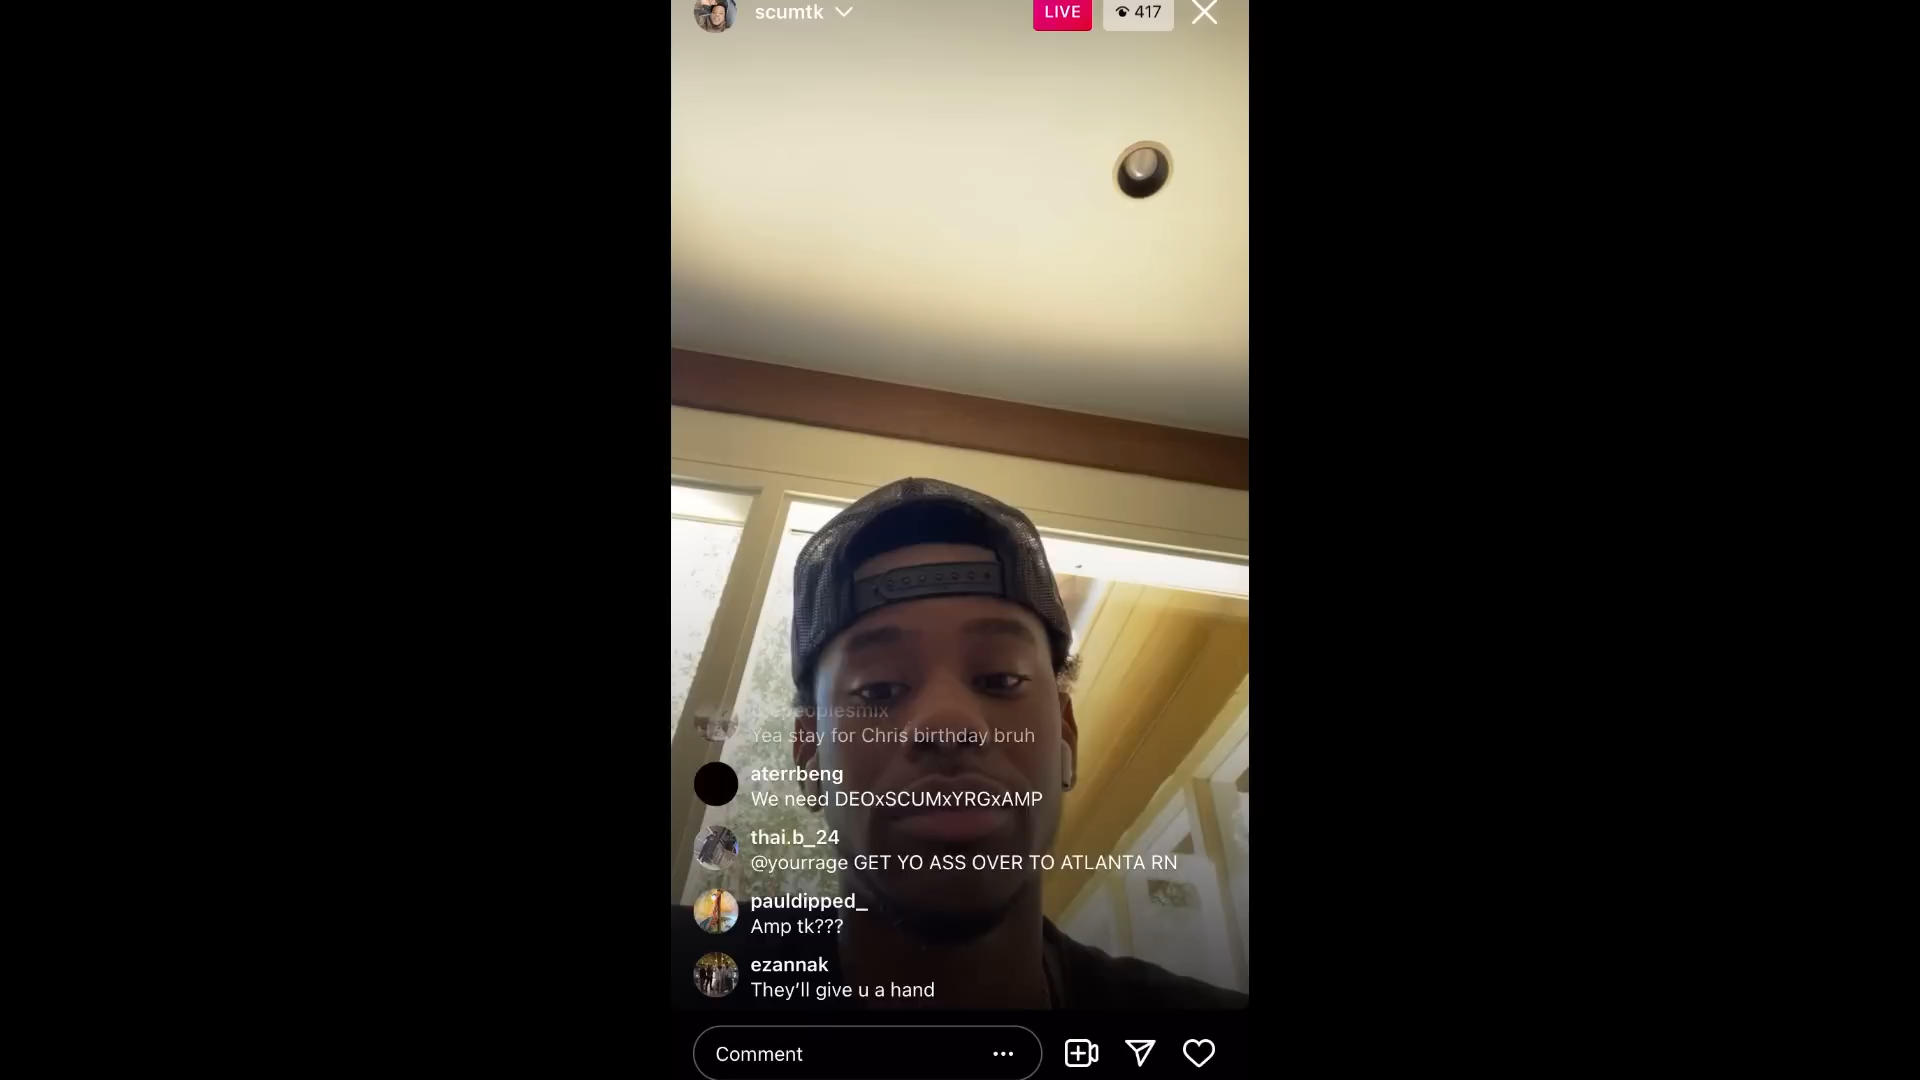 scumtk
LIVE
417
Yea stay for Chris birthday bruh
aterrbeng
We need DEOxSCUMxYRGxAMP
thai.b_24
@yourrage GET YO ASS OVER TO ATLANTA RN
pauldipped_
Amp tk???
ezannak
They’ll give u a hand
Comment